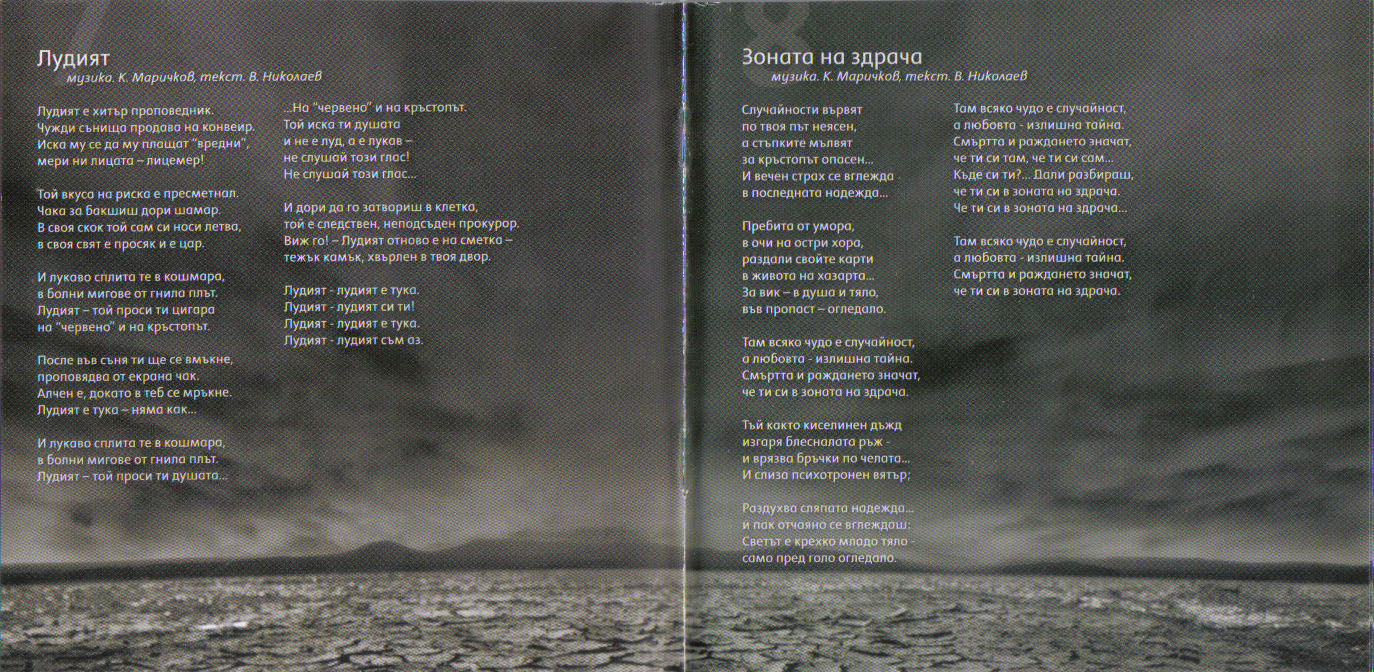 7
Лудият
музика. К. Маричков, текст. В. Николаев
Лудият е хитър проповедник.
Чужди сънища продава на конвеир.
Иска му се да му плащат "вредни",
мери ни лицата – лицемер!
Той вкуса на риска е пресметнал.
Чака за бакшиш дори шамар.
В своя скок той сам си носи летва,
в своя свят е просяк и е цар.
И лукаво сплита те в кошмара,
в болни мигове от гнила плът.
Лудият – той проси ти цигара
на "червено" и на кръстопът.
После във съня ти ще се вмъкне,
проповядва от екрана чак.
Алчен е, докато в теб се мръкне.
Лудият е тука – няма как...
И лукаво сплита те в кошмара,
в болни мигове от гнила плът.
Лудият – той проси ти душата...
...На "червено" и на кръстопът.
Той иска ти душата
и не е луд, а е лукав –
не слушай този глас!
Не слушай този глас...
И дори да го затвориш в клетка,
той е следствен, неподсъден прокурор.
Виж го! – Лудият отново е на сметка –
тежък камък, хвърлен в твоя двор.
Лудият - лудият е тука.
Лудият - лудият си ти!
Лудият - лудият е тука.
Лудият - лудият съм аз.
8
Зоната на здрача
музика. К. Маричков, текст. В. Николаев
Случайности вървят
по твоя път неясен,
а стъпките мълвят
за кръстопът опасен...
И вечен страх се вглежда
в последната надежда...
Пребита от умора,
в очи на остри хора,
раздали свойте карти
в живота на хазарта...
За вик – в душа и тяло,
във пропаст – огледало.
Там всяко чудо е случайност,
а любовта - излишна тайна.
Смъртта и раждането значат,
че ти си в зоната на здрача.
Тъй както киселинен дъжд
изгаря блесналата ръж -
и врязва бръчки по челата...
И слиза психотронен вятър;
Раздухва сляпата надежда...
и пак отчаяно се вглеждаш:
Светът е крехко младо тяло -
само пред голо огледало.
Там всяко чудо е случайност,
а любовта - излишна тайна.
Смъртта и раждането значат,
че ти си там, че ти си сам...
Къде си ти?... Дали разбираш,
че ти си в зоната на здрача.
Че ти си в зоната на здрача...
Там всяко чудо е случайност,
а любовта - излишна тайна.
Смъртта и раждането значат,
че ти си в зоната на здрача.